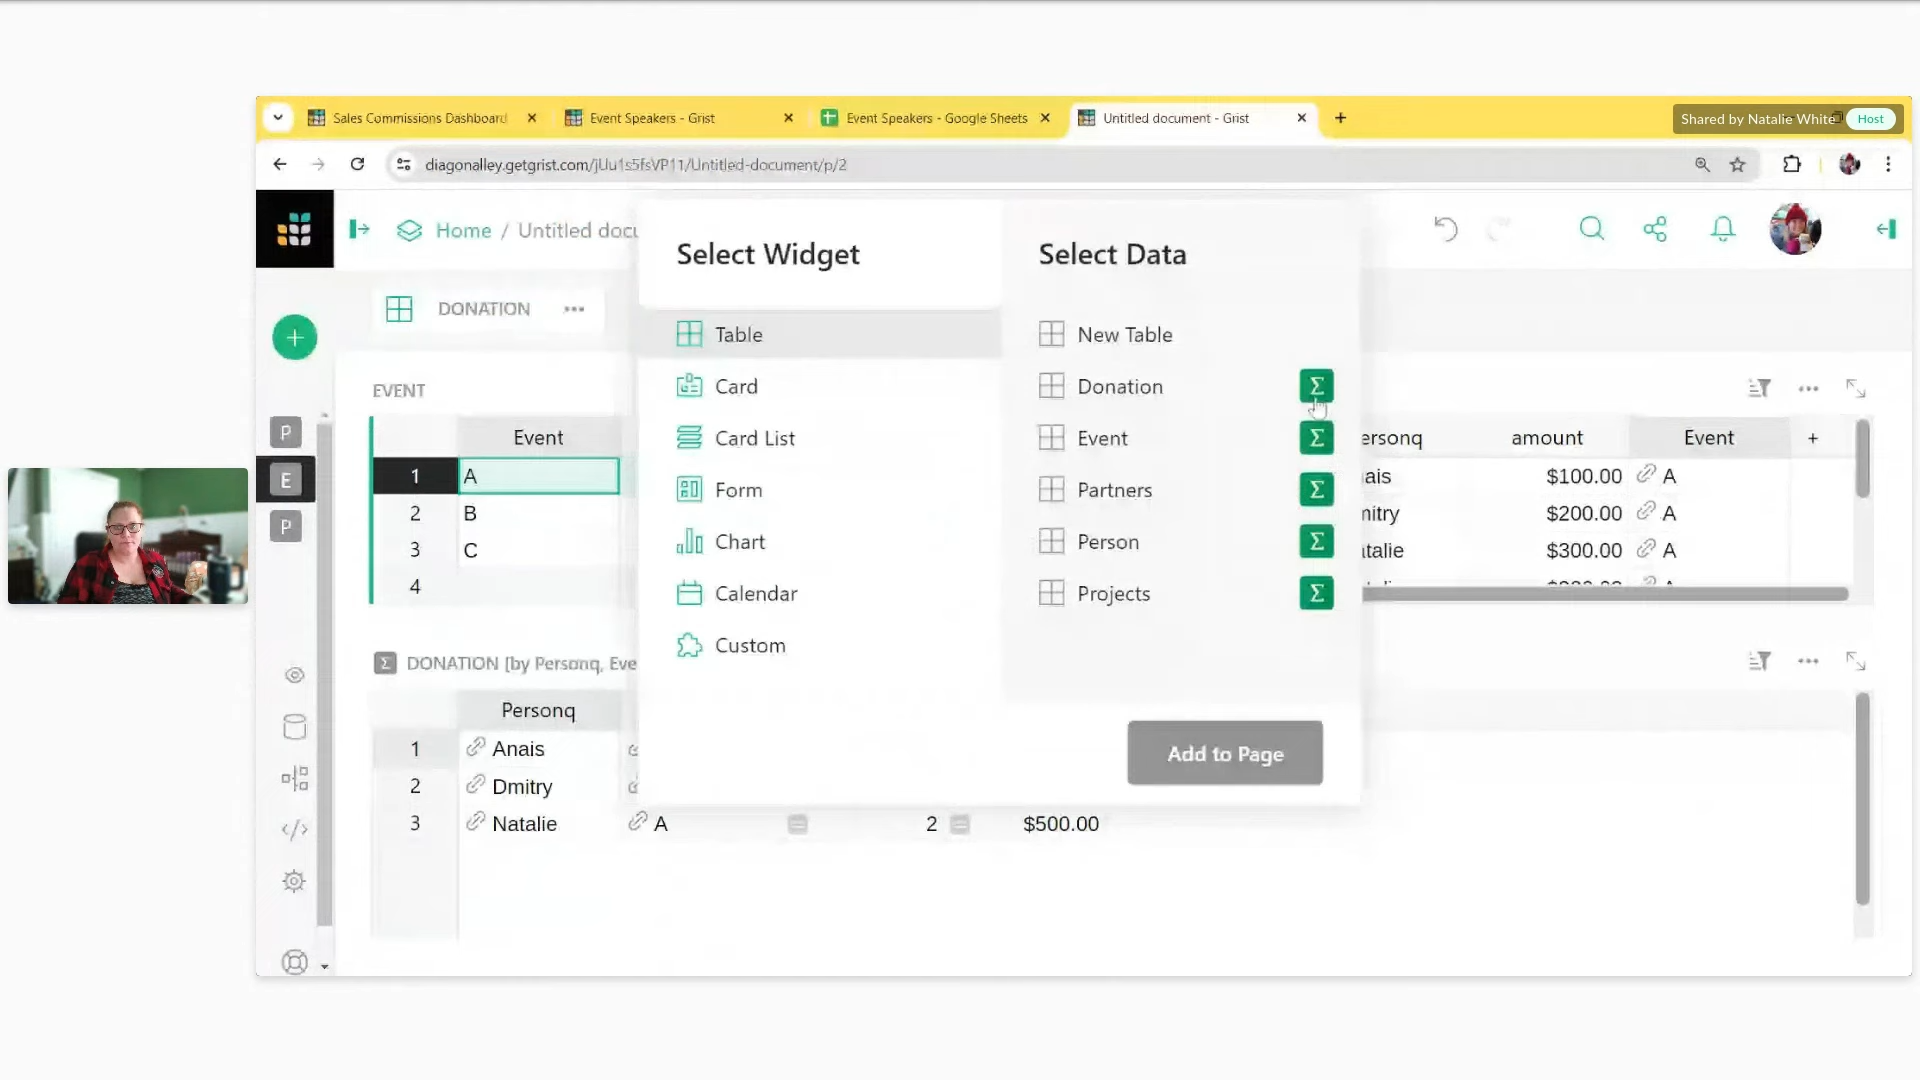 Sales Commissions Dashboard
Event Speakers - Grist
Event Speakers - Google Sheets
Untitled document - Grist
Shared by Natalie White
Host
diagonalley.getgrist.com/jUu1s5fsVP11/Untitled-document/p/2
Home / Untitled docu
Select Widget
Select Data
DONATION
Table
New Table
EVENT
Card
Donation
Σ
Event
Card List
Event
Σ
ersonq
amount
Event
+
P
1
A
Form
Partners
Σ
ais
$100.00
A
E
2
B
mitry
$200.00
A
P
3
C
Chart
Person
Σ
talie
$300.00
A
4
Calendar
Projects
Σ
Custom
Σ DONATION [by Personq, Eve
Personq
Add to Page
1
Anais
2
Dmitry
3
Natalie
A
2
$500.00